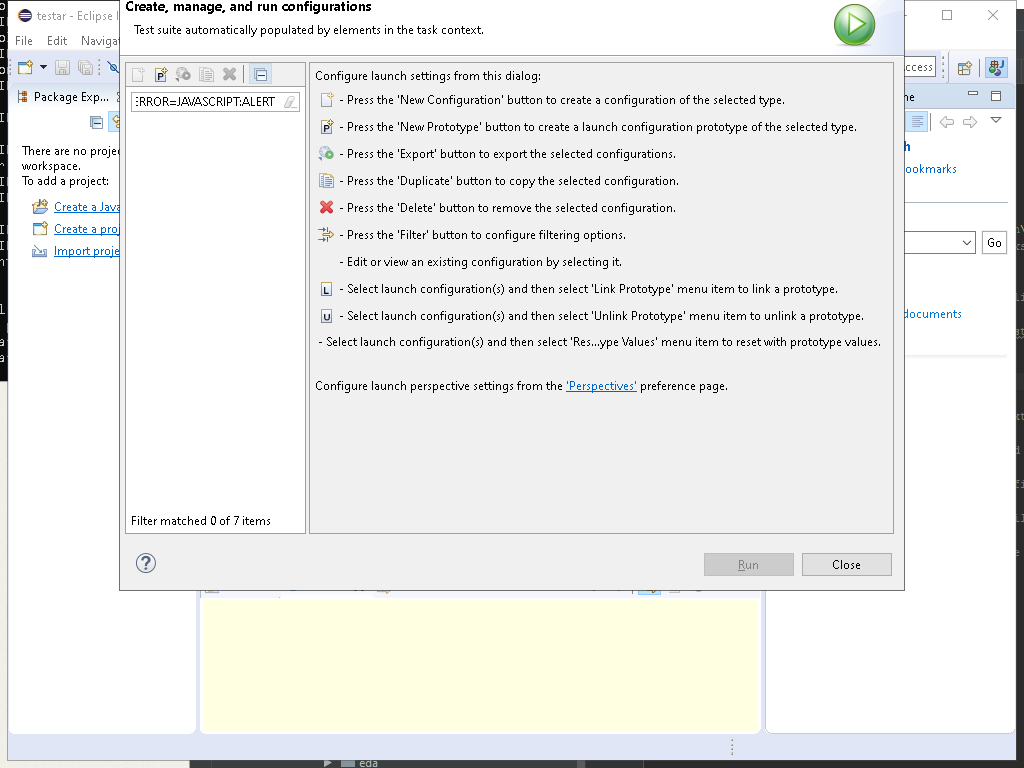 Create, manage, and run configurations
testar - Eclipse I
Test suite automatically populated by elements in the task context.
File Edit Navigat
ccess
Package Exp...
ne
ERROR=JAVASCRIPT:ALERT
Configure launch settings from this dialog:
- Press the 'New Configuration' button to create a configuration of the selected type.
- Press the 'New Prototype' button to create a launch configuration prototype of the selected type.
- Press the 'Export' button to export the selected configurations.
- Press the 'Duplicate' button to copy the selected configuration.
- Press the 'Delete' button to remove the selected configuration.
- Press the 'Filter' button to configure filtering options.
- Edit or view an existing configuration by selecting it.
- Select launch configuration(s) and then select 'Link Prototype' menu item to link a prototype.
- Select launch configuration(s) and then select 'Unlink Prototype' menu item to unlink a prototype.
- Select launch configuration(s) and then select 'Res...ype Values' menu item to reset with prototype values.
Configure launch perspective settings from the 'Perspectives' preference page.
There are no projec
workspace.
To add a project:
Create a Java
Create a proj
Import proje
h
ookmarks
Go
documents
Filter matched 0 of 7 items
Run
Close
eda